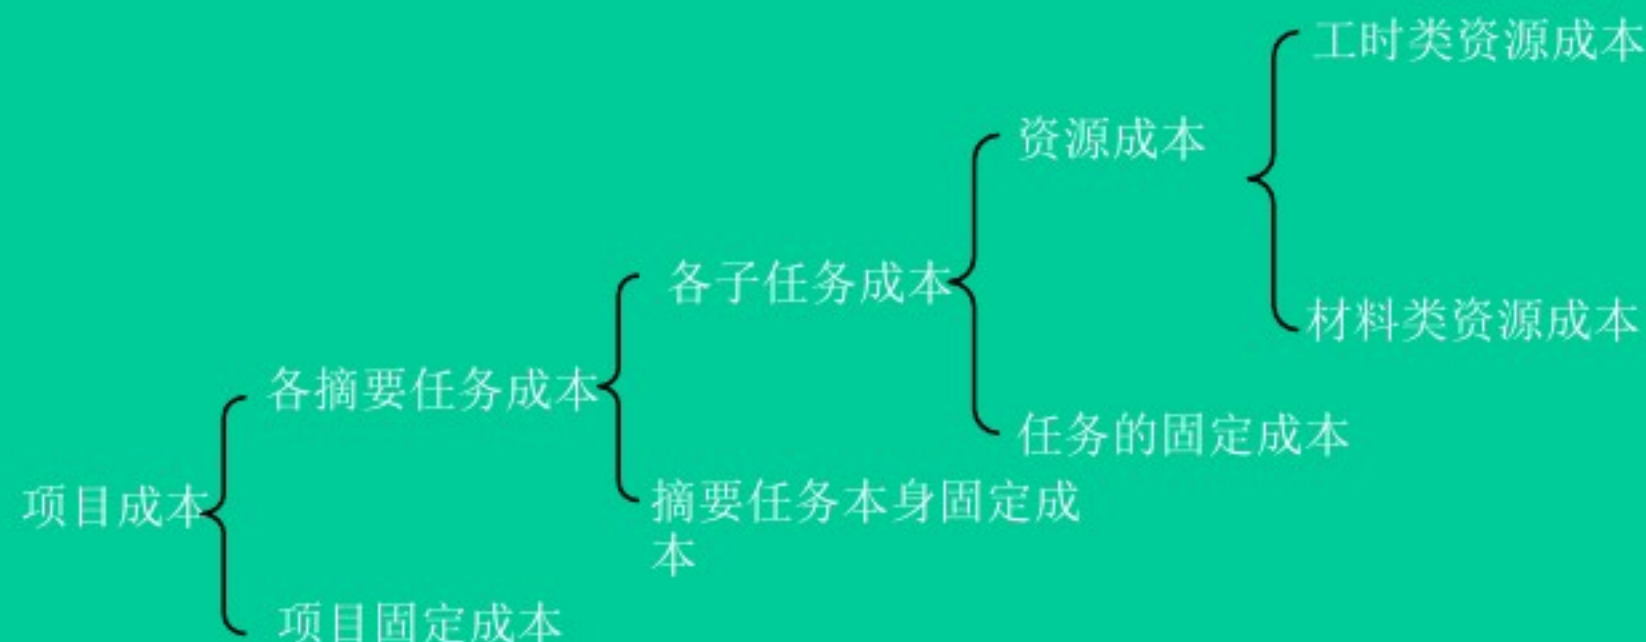 工时类资源成本
资源成本
各子任务成本
材料类资源成本
各摘要任务成本
任务的固定成本
项目成本
摘要任务本身固定成
本
项目固定成本